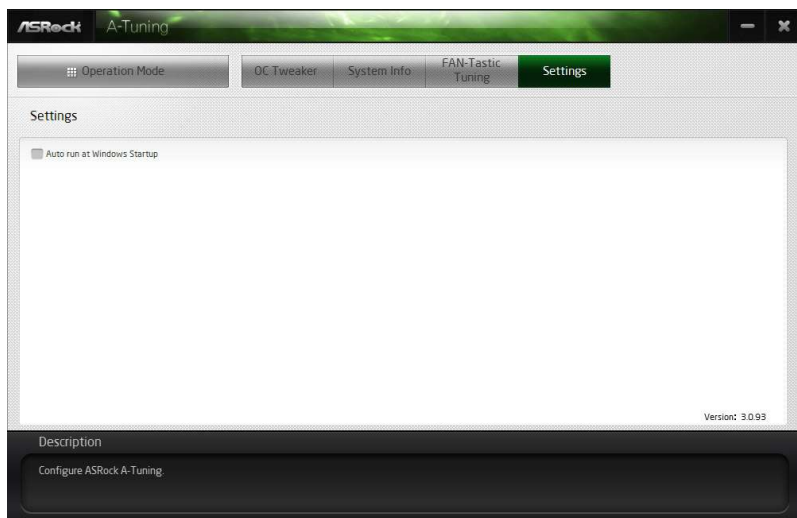 ASRock A-Tuning
Operation Mode
OC Tweaker
System Info
FAN-Tastic
Tuning
Settings
Settings
Auto run at Windows Startup
Version: 3.0.93
Description
Configure ASRock A-Tuning.